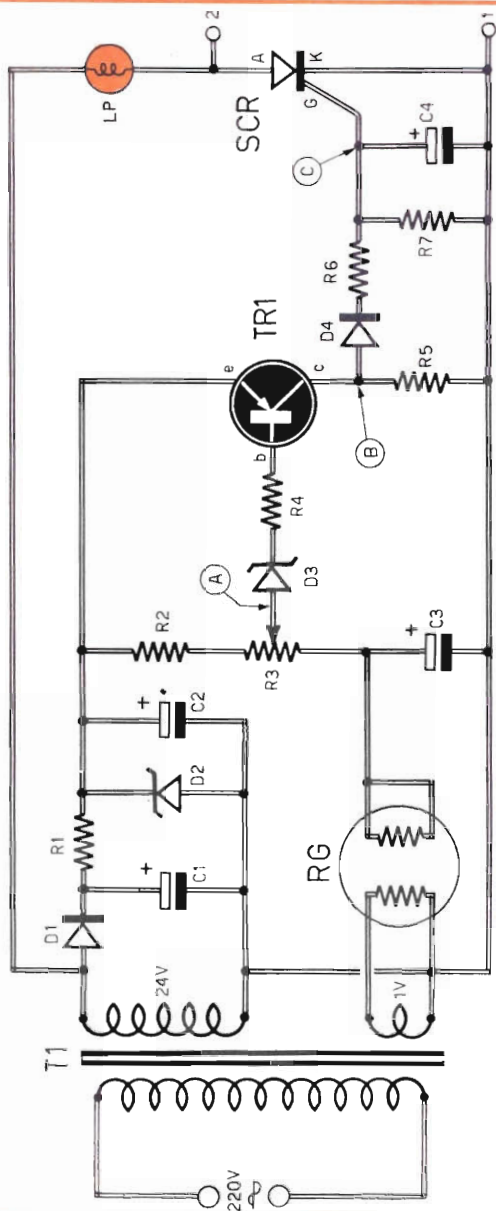 T1
220V
24V
1V
D1
R1
C1
+
D2
C2
+
R2
R3
A
D3
R4
b
e
c
TR1
RG
C3
+
B
D4
R5
R6
R7
C
C4
+
SCR
A
G
K
LP
2
1